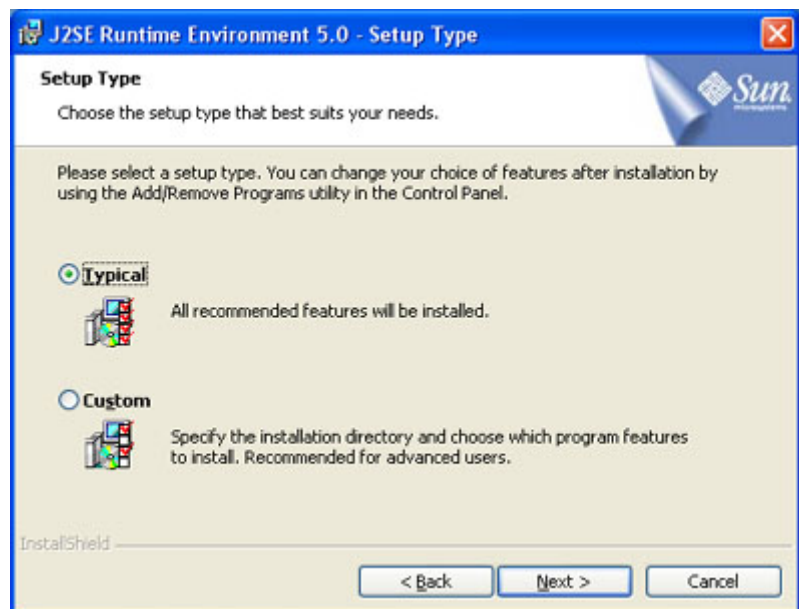 J2SE Runtime Environment 5.0 - Setup Type
Setup Type
Choose the setup type that best suits your needs.
Sun
microsystems
Please select a setup type. You can change your choice of features after installation by
using the Add/Remove Programs utility in the Control Panel.
Typical
All recommended features will be installed.
Custom
Specify the installation directory and choose which program features
to install. Recommended for advanced users.
InstallShield
< Back
Next >
Cancel